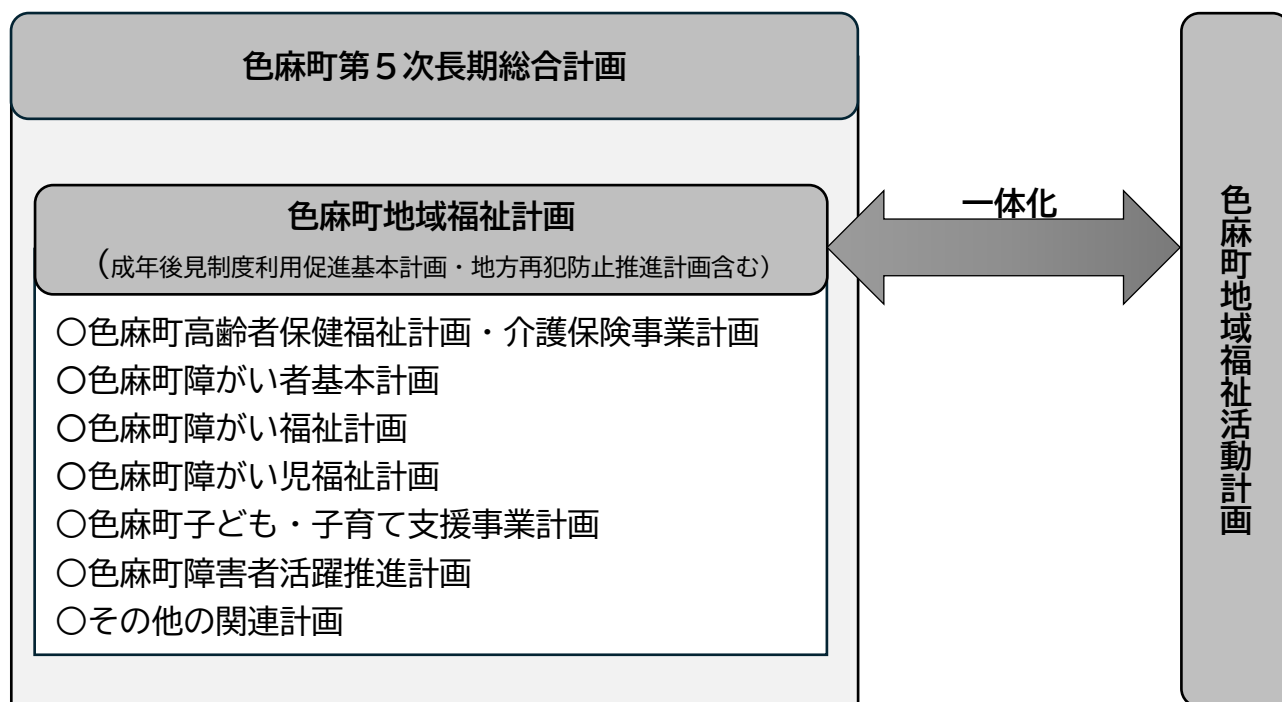 色麻町第５次長期総合計画
色麻町地域福祉計画
（成年後見制度利用促進基本計画・地方再犯防止推進計画含む）
〇色麻町高齢者保健福祉計画・介護保険事業計画
〇色麻町障がい者基本計画
〇色麻町障がい福祉計画
〇色麻町障がい児福祉計画
〇色麻町子ども・子育て支援事業計画
〇色麻町障害者活躍推進計画
〇その他の関連計画
一体化
色麻町地域福祉活動計画